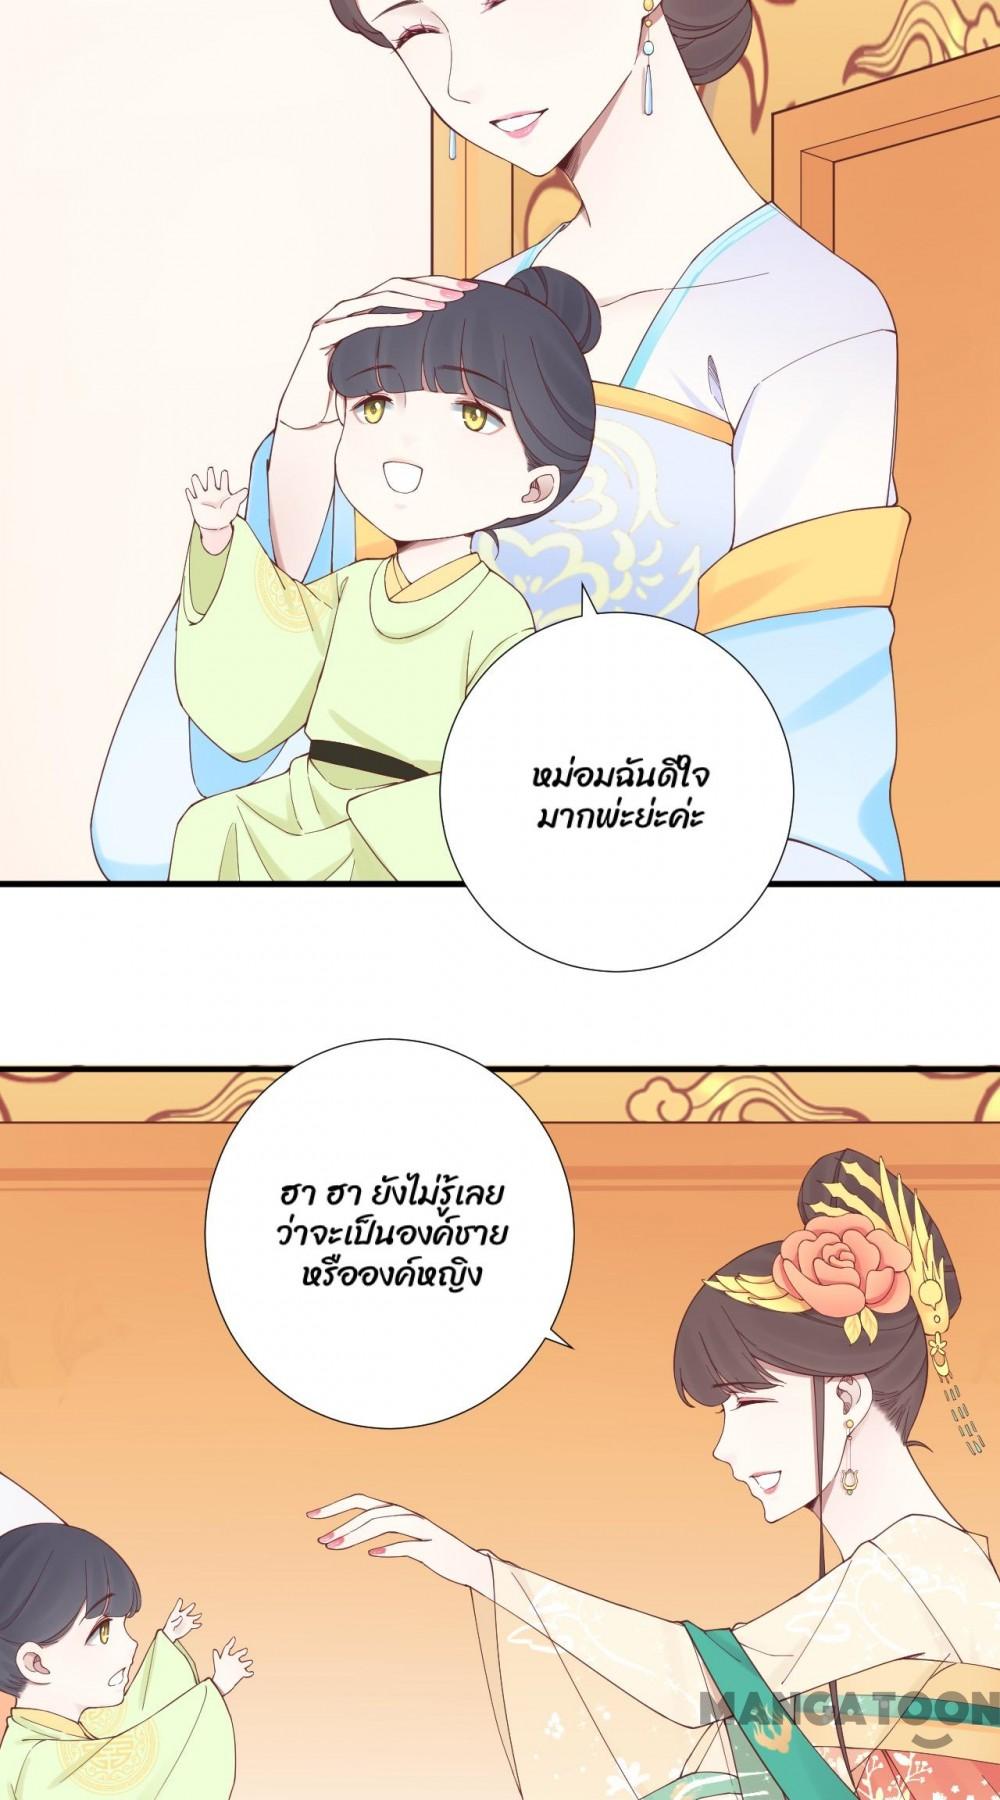 หม่อมฉันดีใจ
มากพ่ะย่ะค่ะ
ฮา ฮา ยังไม่รู้เลย
ว่าจะเป็นองค์ชาย
หรือองค์หญิง
MANGATOON